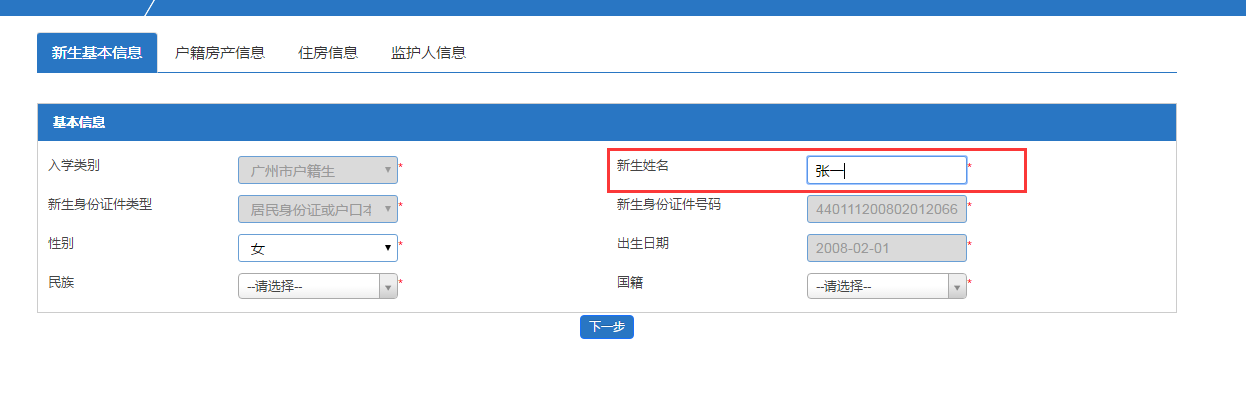 新生基本信息 户籍房产信息 住房信息 监护人信息
基本信息
入学类别 广州市户籍生 * 新生姓名 张一 *
新生身份证件类型 居民身份证或户口本 * 新生身份证件号码 440111200802012066 *
性别 女 * 出生日期 2008-02-01 *
民族 --请选择-- * 国籍 --请选择-- *
下一步